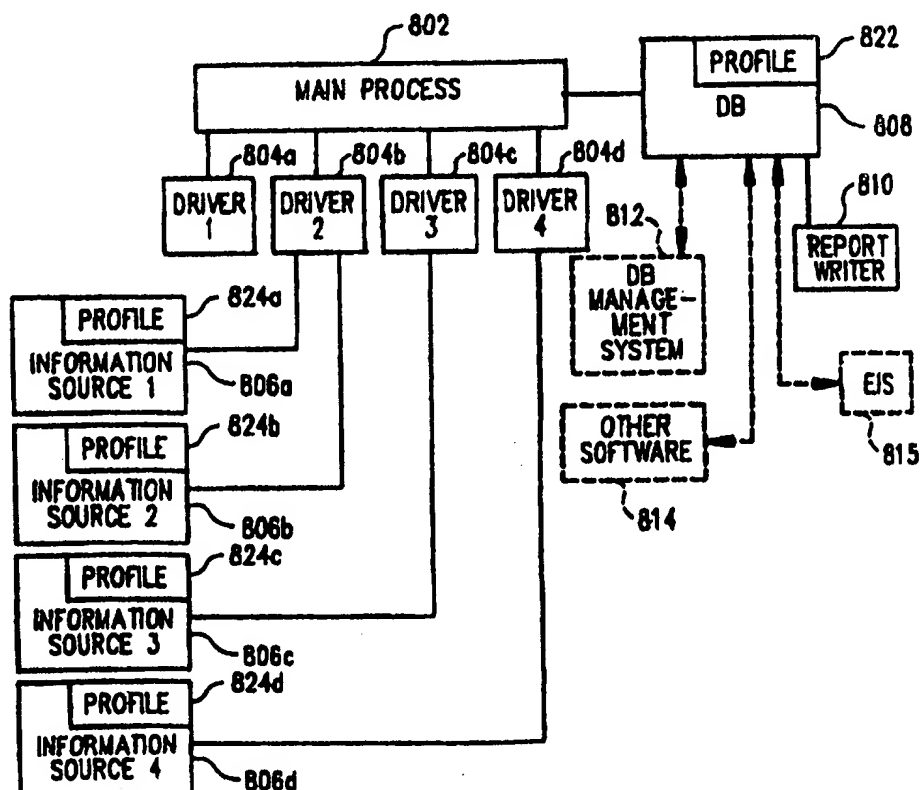 802
822
MAIN PROCESS
PROFILE
DB
808
804a
804b
804c
804d
DRIVER
1
DRIVER
2
DRIVER
3
DRIVER
4
810
REPORT
WRITER
812
DB
MANAGE-
MENT
SYSTEM
824a
PROFILE
INFORMATION
SOURCE 1
806a
EIS
815
OTHER
SOFTWARE
814
824b
PROFILE
INFORMATION
SOURCE 2
806b
824c
PROFILE
INFORMATION
SOURCE 3
806c
824d
PROFILE
INFORMATION
SOURCE 4
806d